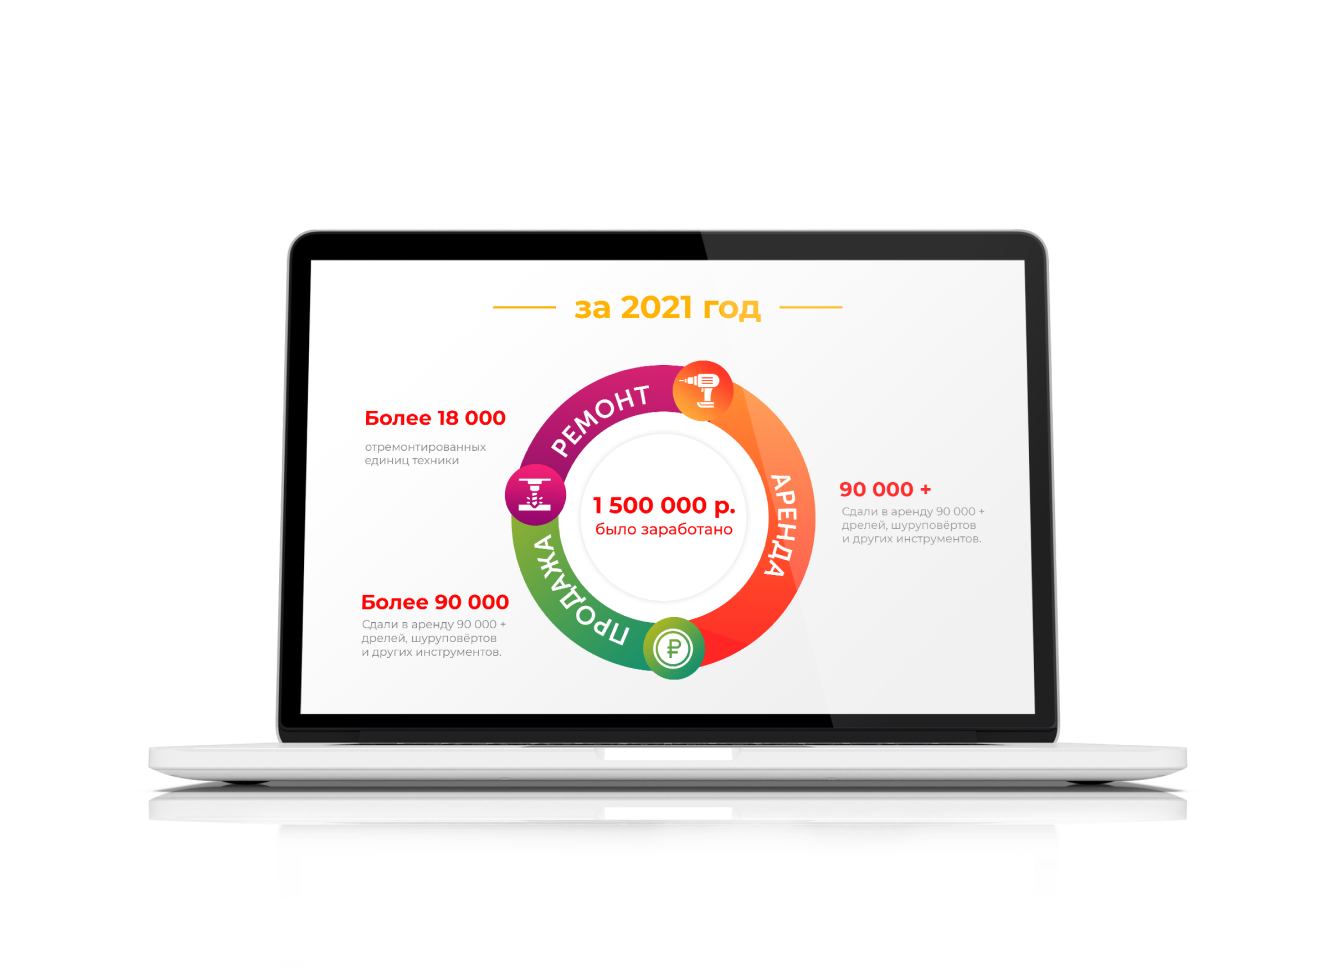 за 2021 год
РЕМОНТ
Более 18 000
отремонтированных
единиц техники
АРЕНДА
90 000 +
Сдали в аренду 90 000 +
дрелей, шуруповёртов
и других инструментов.
1 500 000 р.
было заработано
ПРОДАЖА
Более 90 000
Сдали в аренду 90 000 +
дрелей, шуруповёртов
и других инструментов.
₽